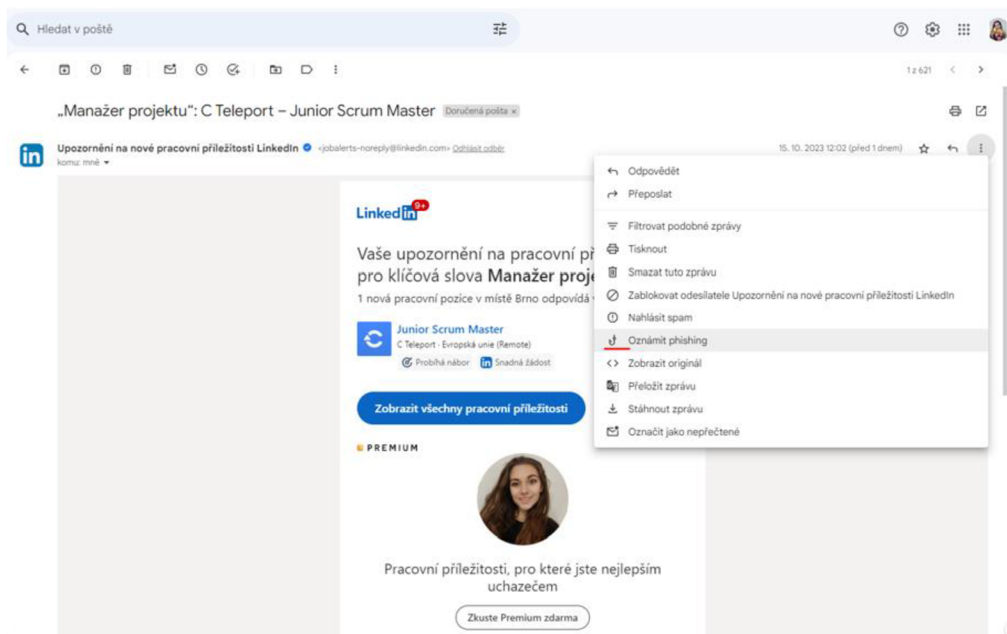 Hledat v poště
1 z 621
„Manažer projektu“: C Teleport – Junior Scrum Master Doručená pošta ×
Upozornění na nové pracovní příležitosti LinkedIn <jobalerts-noreply@linkedin.com> Odhlásit odběr
15. 10. 2023 12:02 (před 1 dnem)
komu: mně
Linked in 9+
Vaše upozornění na pracovní př
pro klíčová slova Manažer proje
1 nová pracovní pozice v místě Brno odpovídá
Junior Scrum Master
C Teleport · Evropská unie (Remote)
Probíhá nábor in Snadná žádost
Zobrazit všechny pracovní příležitosti
PREMIUM
Pracovní příležitosti, pro které jste nejlepším
uchazečem
Zkuste Premium zdarma
Odpovědět
Přeposlat
Filtrovat podobné zprávy
Tisknout
Smazat tuto zprávu
Zablokovat odesílatele Upozornění na nové pracovní příležitosti LinkedIn
Nahlásit spam
Oznámit phishing
Zobrazit originál
Přeložit zprávu
Stáhnout zprávu
Označit jako nepřečtené